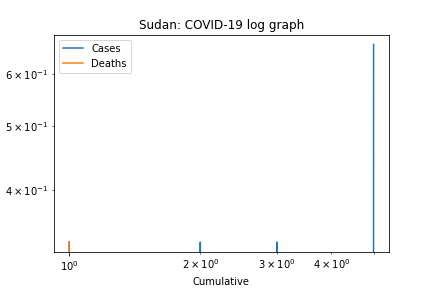 Sudan: COVID-19 log graph
Cases
Deaths
6 × 10⁻¹
5 × 10⁻¹
4 × 10⁻¹
10⁰
2 × 10⁰
3 × 10⁰
4 × 10⁰
Cumulative